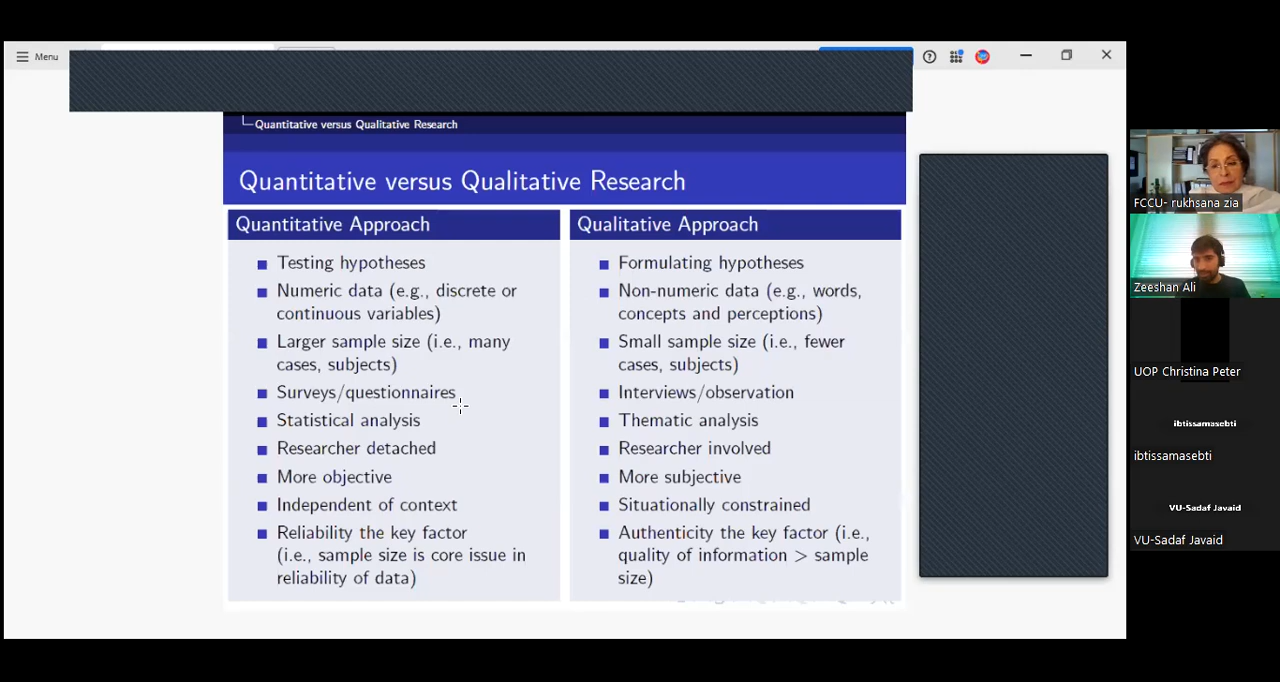 Menu
Quantitative versus Qualitative Research
Quantitative versus Qualitative Research
Quantitative Approach
Testing hypotheses
Numeric data (e.g., discrete or
continuous variables)
Larger sample size (i.e., many
cases, subjects)
Surveys/questionnaires
Statistical analysis
Researcher detached
More objective
Independent of context
Reliability the key factor
(i.e., sample size is core issue in
reliability of data)
Qualitative Approach
Formulating hypotheses
Non-numeric data (e.g., words,
concepts and perceptions)
Small sample size (i.e., fewer
cases, subjects)
Interviews/observation
Thematic analysis
Researcher involved
More subjective
Situationally constrained
Authenticity the key factor (i.e.,
quality of information > sample
size)
FCCU- rukhsana zia
Zeeshan Ali
UOP Christina Peter
ibtissamasebti
ibtissamasebti
VU-Sadaf Javaid
VU-Sadaf Javaid